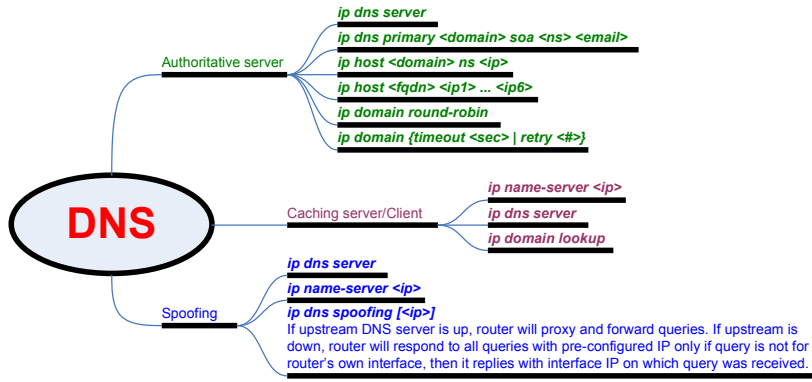 DNS
Authoritative server
ip dns server
ip dns primary <domain> soa <ns> <email>
ip host <domain> ns <ip>
ip host <fqdn> <ip1> ... <ip6>
ip domain round-robin
ip domain {timeout <sec> | retry <#>}
Caching server/Client
ip name-server <ip>
ip dns server
ip domain lookup
Spoofing
ip dns server
ip name-server <ip>
ip dns spoofing [<ip>]
If upstream DNS server is up, router will proxy and forward queries. If upstream is
down, router will respond to all queries with pre-configured IP only if query is not for
router’s own interface, then it replies with interface IP on which query was received.